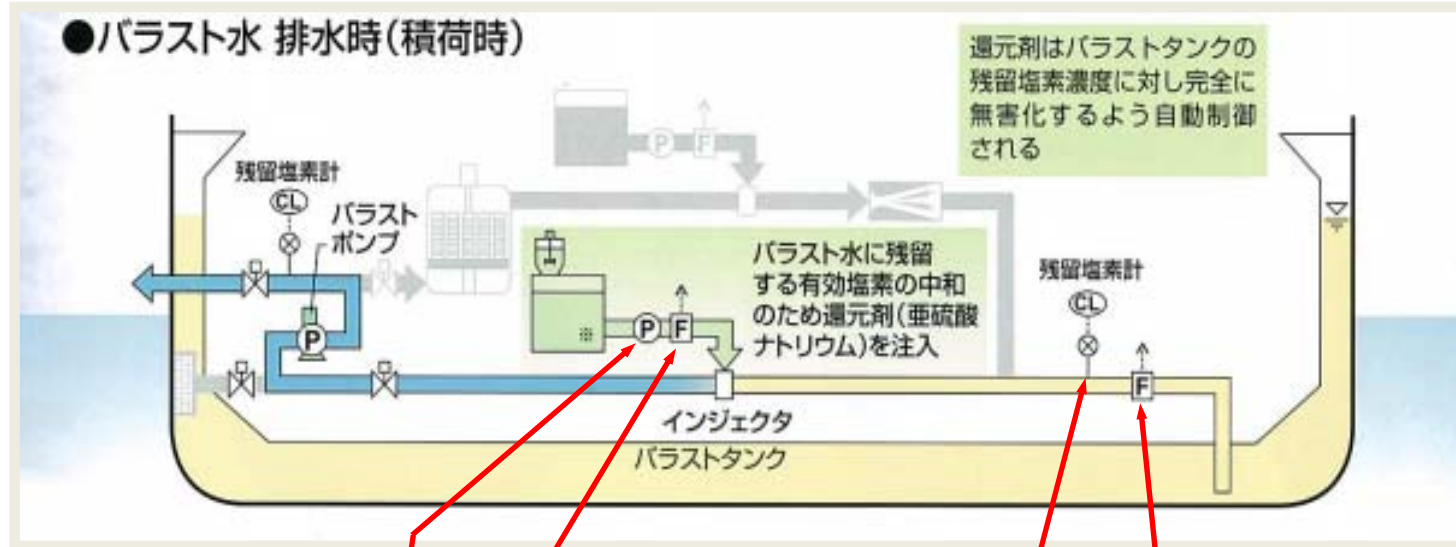 ●バラスト水 排水時(積荷時)
還元剤はバラストタンクの
残留塩素濃度に対し完全に
無害化するよう自動制御
される
P
F
残留塩素計
CL
バラスト
ポンプ
P
バラスト水に残留
する有効塩素の中和
のため還元剤(亜硫酸
ナトリウム)を注入
※
P
F
残留塩素計
CL
F
インジェクタ
バラストタンク